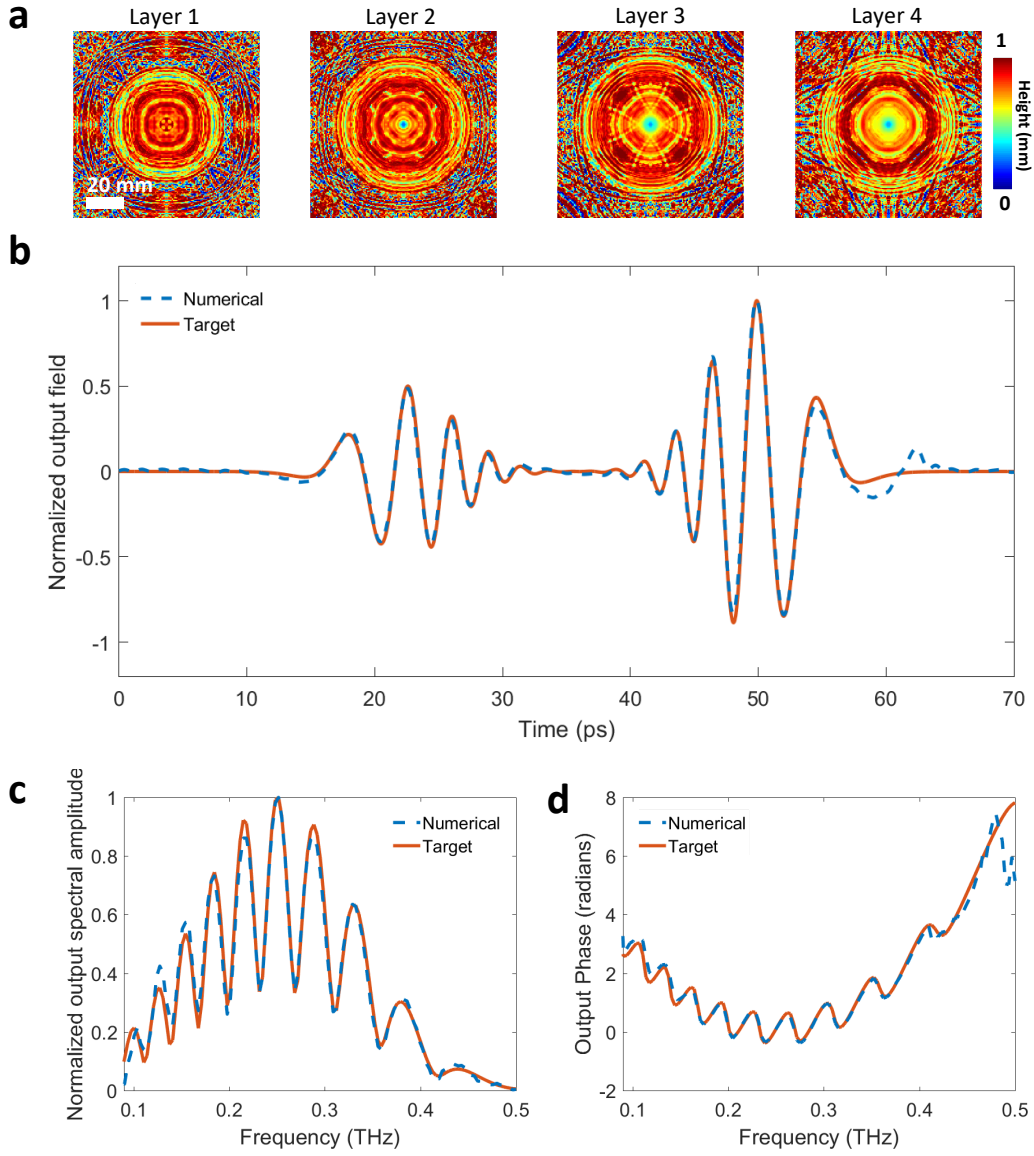 a
Layer 1 Layer 2 Layer 3 Layer 4
1
Height (mm)
0
20 mm
b
Numerical
Target
1
0.5
0
-0.5
-1
Normalized output field
0 10 20 30 40 50 60 70
Time (ps)
c
Numerical
Target
1
0.8
0.6
0.4
0.2
0
Normalized output spectral amplitude
0.1 0.2 0.3 0.4 0.5
Frequency (THz)
d
Numerical
Target
8
6
4
2
0
-2
Output Phase (radians)
0.1 0.2 0.3 0.4 0.5
Frequency (THz)